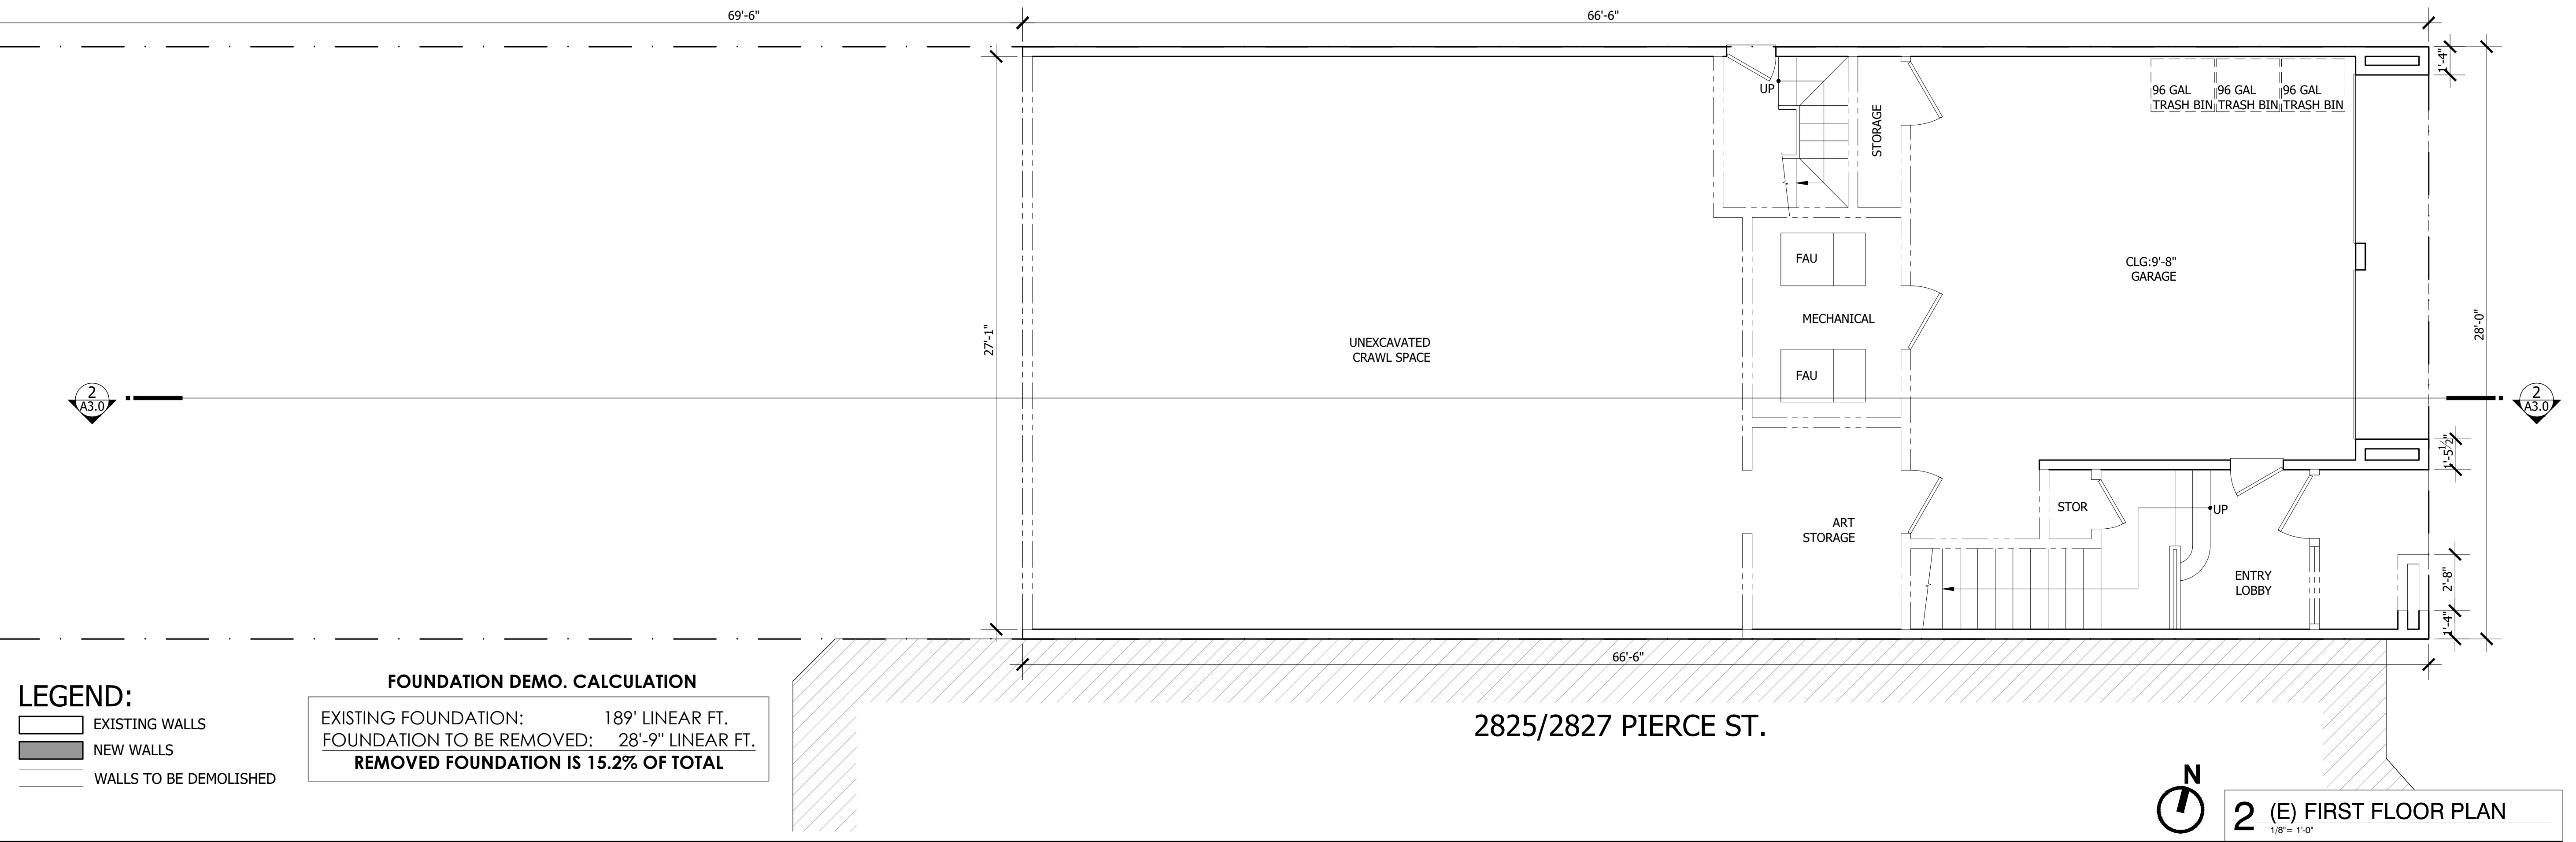 69'-6"
66'-6"
1'-4"
UP
STORAGE
96 GAL
TRASH BIN
96 GAL
TRASH BIN
96 GAL
TRASH BIN
FAU
CLG:9'-8"
GARAGE
MECHANICAL
27'-1"
28'-0"
UNEXCAVATED
CRAWL SPACE
FAU
2
A3.0
2
A3.0
1'-5 1/2"
STOR
UP
ART
STORAGE
ENTRY
LOBBY
2'-8"
1'-4"
66'-6"
LEGEND:
EXISTING WALLS
NEW WALLS
WALLS TO BE DEMOLISHED
FOUNDATION DEMO. CALCULATION
EXISTING FOUNDATION: 189' LINEAR FT.
FOUNDATION TO BE REMOVED: 28'-9" LINEAR FT.
REMOVED FOUNDATION IS 15.2% OF TOTAL
2825/2827 PIERCE ST.
N
2 (E) FIRST FLOOR PLAN
1/8"= 1'-0"